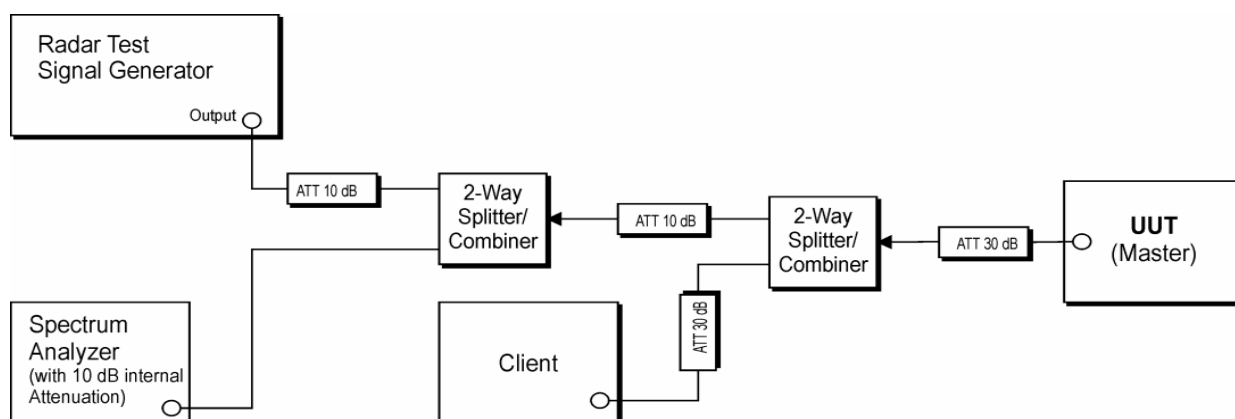 Radar Test
Signal Generator
Output
ATT 10 dB
2-Way
Splitter/
Combiner
ATT 10 dB
2-Way
Splitter/
Combiner
ATT 30 dB
UUT
(Master)
ATT 30 dB
Spectrum
Analyzer
(with 10 dB internal
Attenuation)
Client